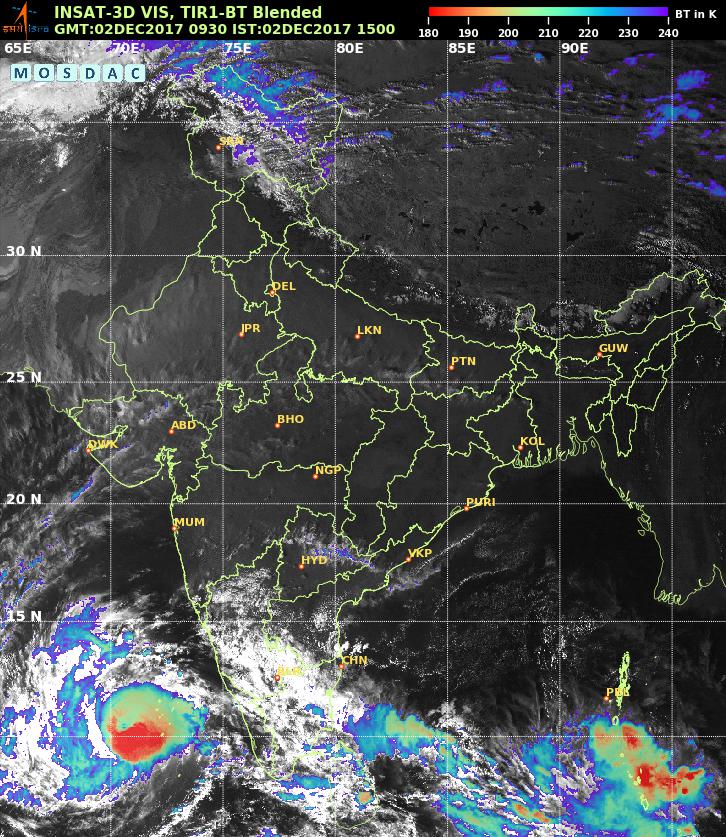 INSAT-3D VIS, TIR1-BT Blended
GMT:02DEC2017 0930 IST:02DEC2017 1500
BT in K
180 190 200 210 220 230 240
65E 70E 75E 80E 85E 90E
MOSDAC
30 N
DEL
JPR
LKN
GUW
PTN
25 N
ABD
BHO
DWK
KOL
NGP
20 N
PURI
MUM
HYD
VKP
15 N
CHN